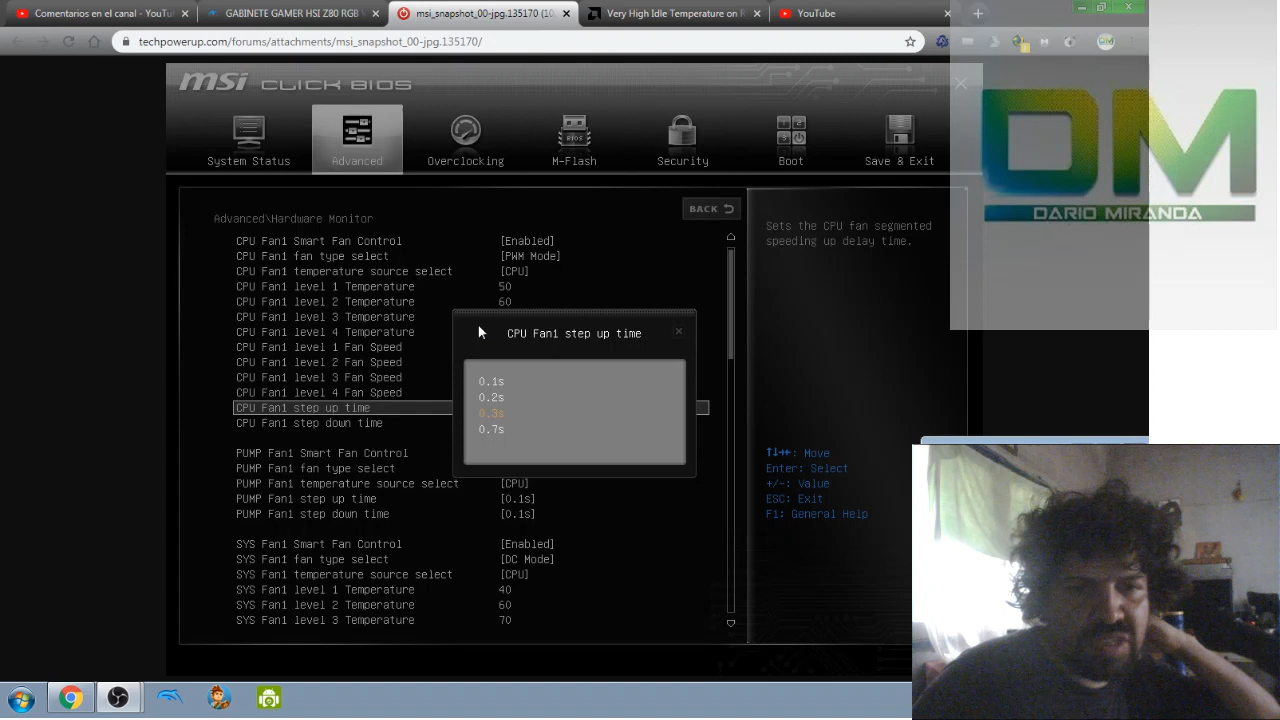 Comentarios en el canal - YouTu
GABINETE GAMER HSI Z80 RGB
msi_snapshot_00-jpg.135170 (10
Very High Idle Temperature on
YouTube
techpowerup.com/forums/attachments/msi_snapshot_00-jpg.135170/
msi CLICK BIOS
System Status
Advanced
Overclocking
M-Flash
Security
Boot
Save & Exit
DM
DARIO MIRANDA
BACK
Advanced\Hardware Monitor
CPU Fan1 Smart Fan Control [Enabled]
CPU Fan1 fan type select [PWM Mode]
CPU Fan1 temperature source select [CPU]
CPU Fan1 level 1 Temperature 50
CPU Fan1 level 2 Temperature 60
CPU Fan1 level 3 Temperature
CPU Fan1 level 4 Temperature
CPU Fan1 level 1 Fan Speed
CPU Fan1 level 2 Fan Speed
CPU Fan1 level 3 Fan Speed
CPU Fan1 level 4 Fan Speed
CPU Fan1 step up time
CPU Fan1 step down time
PUMP Fan1 Smart Fan Control
PUMP Fan1 fan type select
PUMP Fan1 temperature source select [CPU]
PUMP Fan1 step up time [0.1s]
PUMP Fan1 step down time [0.1s]
SYS Fan1 Smart Fan Control [Enabled]
SYS Fan1 fan type select [DC Mode]
SYS Fan1 temperature source select [CPU]
SYS Fan1 level 1 Temperature 40
SYS Fan1 level 2 Temperature 60
SYS Fan1 level 3 Temperature 70
CPU Fan1 step up time
0.1s
0.2s
0.3s
0.7s
Sets the CPU fan segmented
speeding up delay time.
↑↓→←: Move
Enter: Select
+/-: Value
ESC: Exit
F1: General Help